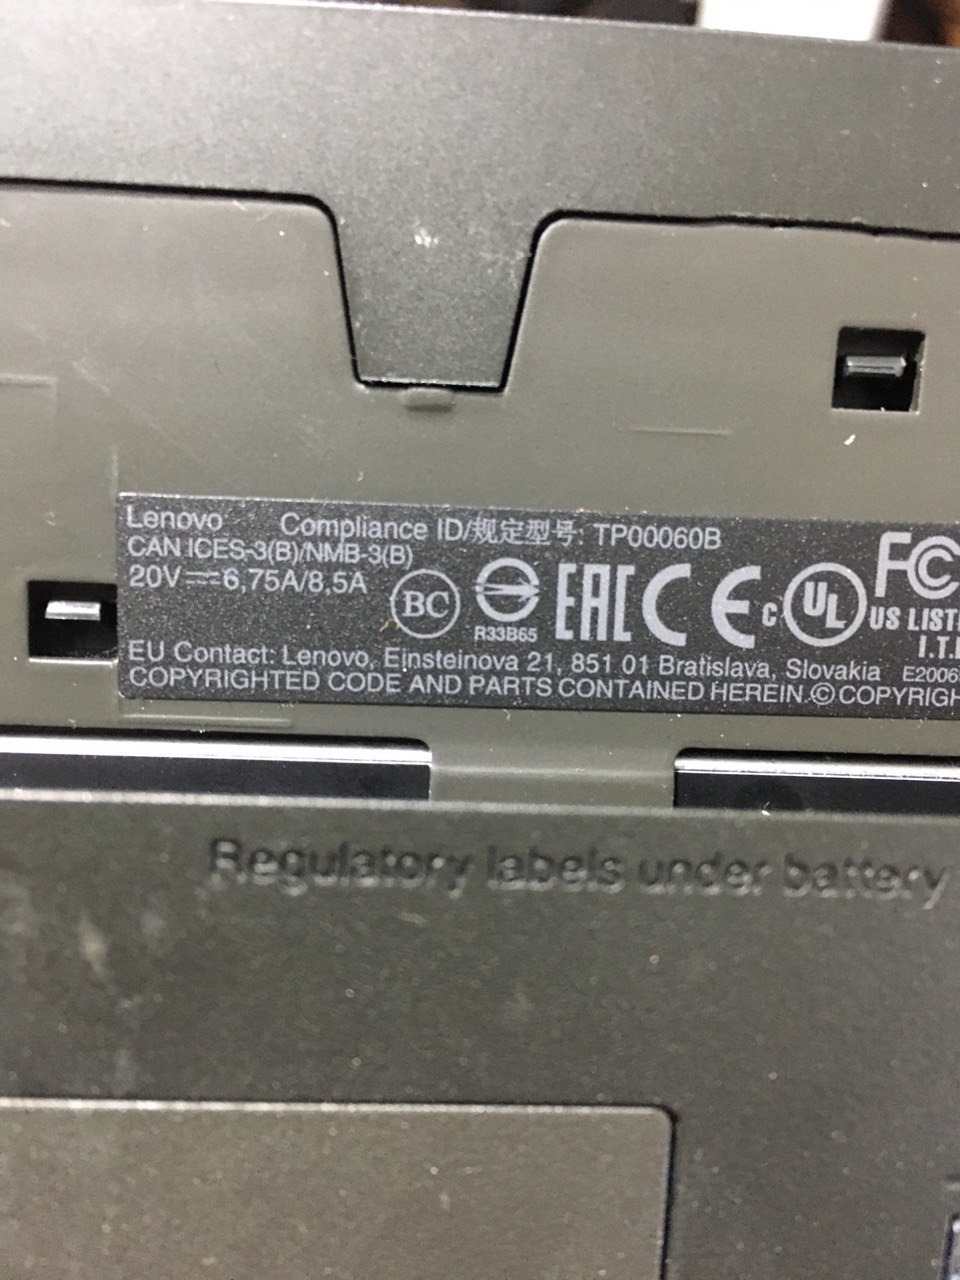 Lenovo Compliance ID/规定型号: TP00060B
CAN ICES-3(B)/NMB-3(B)
20V⎓6,75A/8,5A
BC
R33B65
EAC
CE
c UL US LISTE
FC
I.T.E
E2006
EU Contact: Lenovo, Einsteinova 21, 851 01 Bratislava, Slovakia
COPYRIGHTED CODE AND PARTS CONTAINED HEREIN.© COPYRIGH
Regulatory labels under battery